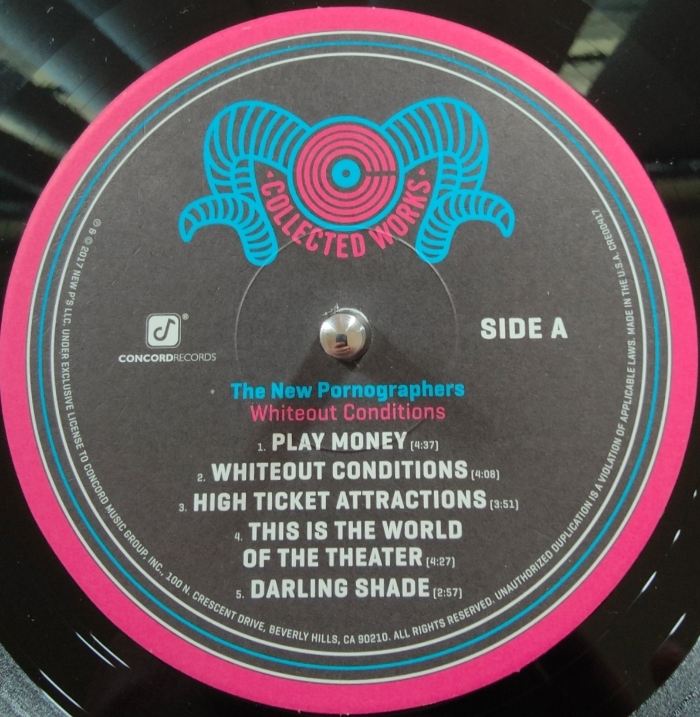 COLLECTED WORKS
CONCORD RECORDS
SIDE A
The New Pornographers
Whiteout Conditions
1. PLAY MONEY [4:37]
2. WHITEOUT CONDITIONS [4:08]
3. HIGH TICKET ATTRACTIONS [3:51]
4. THIS IS THE WORLD
OF THE THEATER [4:27]
5. DARLING SHADE [2:57]
℗ © 2017 NEW P'S LLC. UNDER EXCLUSIVE LICENSE TO CONCORD MUSIC GROUP, INC., 100 N. CRESCENT DRIVE, BEVERLY HILLS, CA 90210. ALL RIGHTS RESERVED. UNAUTHORIZED DUPLICATION IS A VIOLATION OF APPLICABLE LAWS. MADE IN THE U.S.A. CRE00417